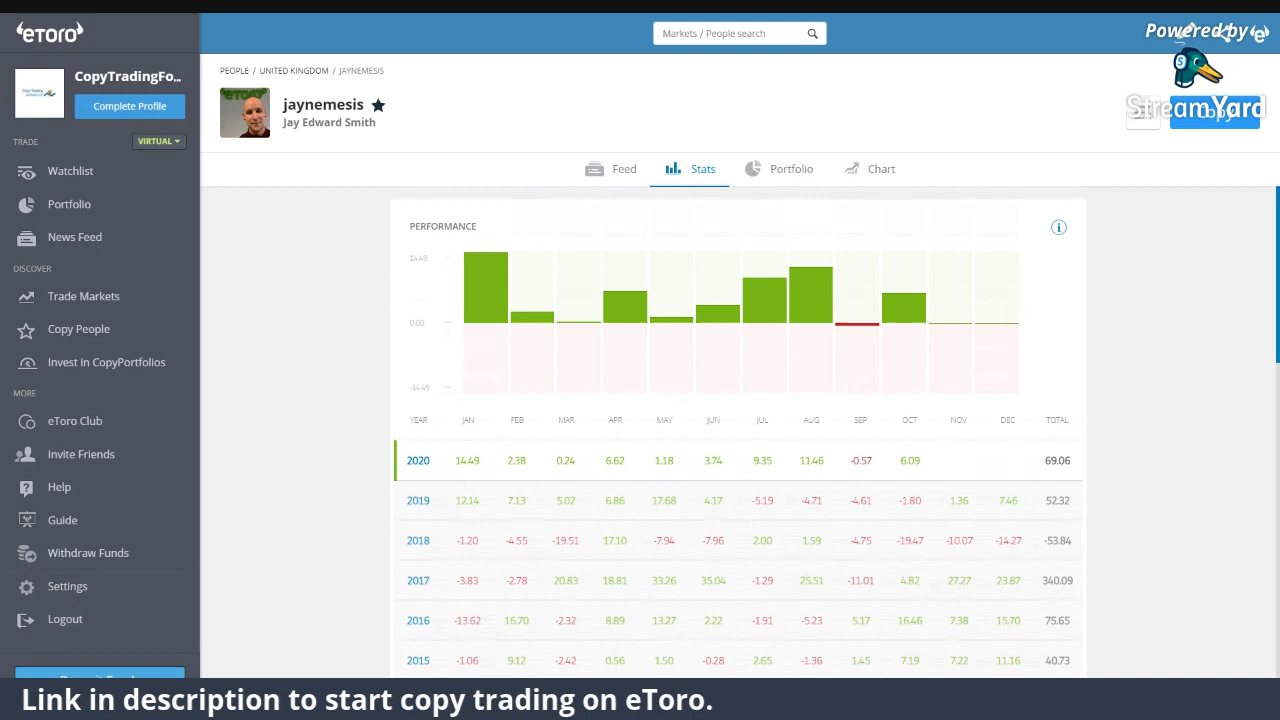 eToro
Markets / People search
Powered by
CopyTradingFo...
Complete Profile
PEOPLE / UNITED KINGDOM / JAYNEMESIS
jaynemesis
Jay Edward Smith
StreamYard
Copy
TRADE
VIRTUAL
Watchlist
Portfolio
News Feed
DISCOVER
Trade Markets
Copy People
Invest in CopyPortfolios
MORE
eToro Club
Invite Friends
Help
Guide
Withdraw Funds
Settings
Logout
Feed
Stats
Portfolio
Chart
PERFORMANCE
14.49
0.00
-14.49
YEAR JAN FEB MAR APR MAY JUN JUL AUG SEP OCT NOV DEC TOTAL
2020 14.49 2.38 0.24 6.62 1.18 3.74 9.35 11.46 -0.57 6.09 69.06
2019 12.14 7.13 5.02 6.86 17.68 4.17 -5.19 -4.71 -4.61 -1.80 1.36 7.46 52.32
2018 -1.20 -4.55 -19.51 17.10 -7.94 -7.96 2.00 1.59 -4.75 -19.47 -10.07 -14.27 -53.84
2017 -3.83 -2.78 20.83 18.81 33.26 35.04 -1.29 25.51 -11.01 4.82 27.27 23.87 340.09
2016 -13.62 16.70 -2.32 8.89 13.27 2.22 -1.91 -5.23 5.17 16.46 7.38 15.70 75.65
2015 -1.06 9.12 -2.42 0.56 1.50 -0.28 2.65 -1.36 1.45 7.19 7.22 11.16 40.73
Link in description to start copy trading on eToro.